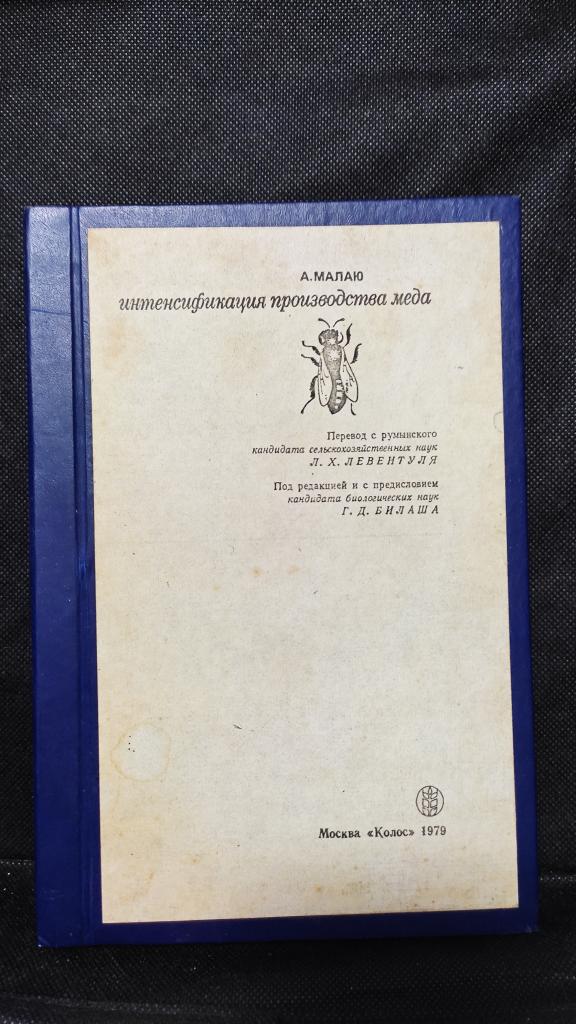 А. МАЛАЮ
интенсификация производства меда
Перевод с румынского
кандидата сельскохозяйственных наук
Л. Х. ЛЕВЕНТУЛЯ
Под редакцией и с предисловием
кандидата биологических наук
Г. Д. БИЛАША
Москва «Колос» 1979